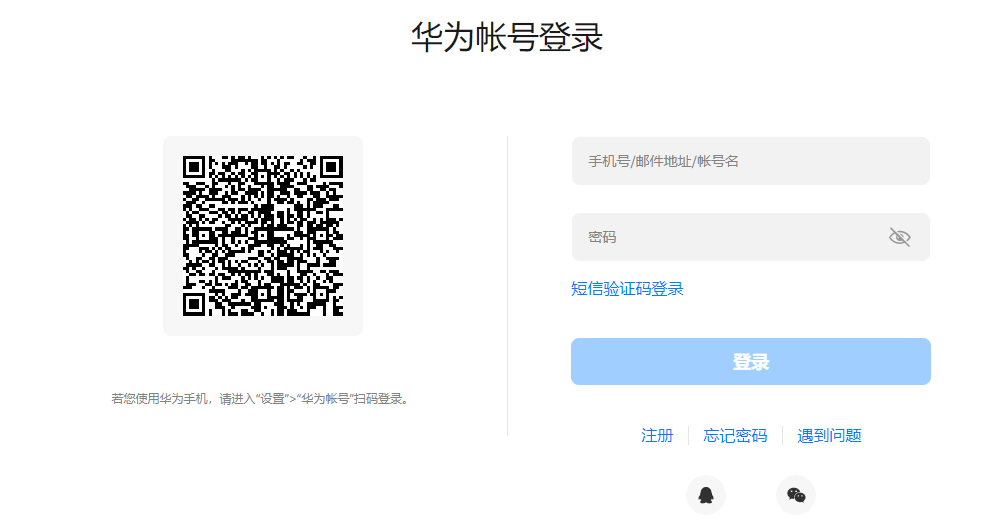 华为帐号登录
若您使用华为手机，请进入“设置”>“华为帐号”扫码登录。
手机号/邮件地址/帐号名
密码
短信验证码登录
登录
注册
忘记密码
遇到问题